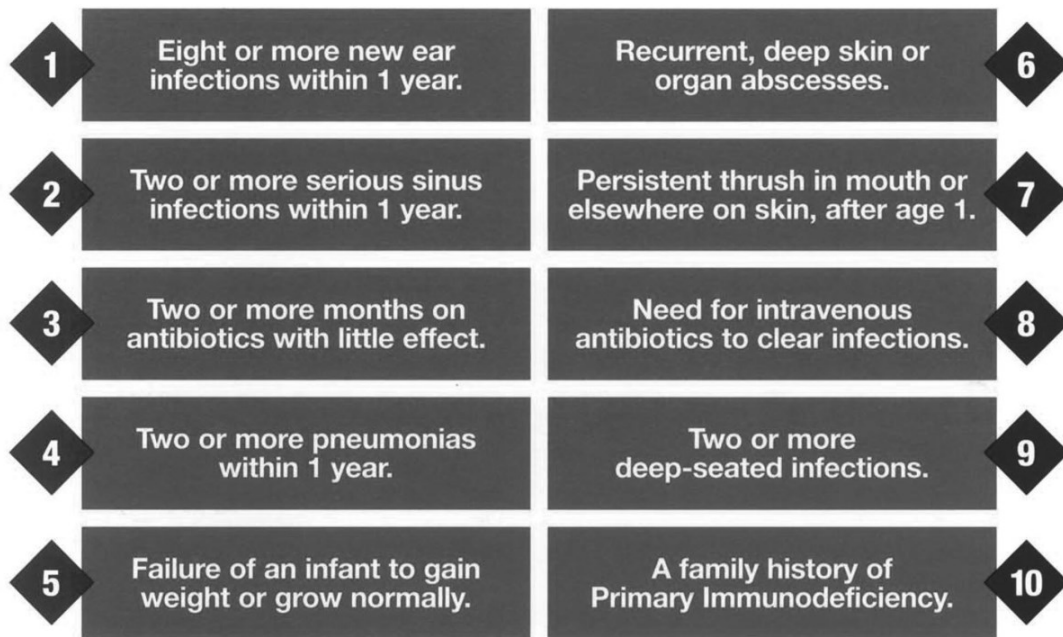 1
Eight or more new ear
infections within 1 year.
2
Two or more serious sinus
infections within 1 year.
3
Two or more months on
antibiotics with little effect.
4
Two or more pneumonias
within 1 year.
5
Failure of an infant to gain
weight or grow normally.
6
Recurrent, deep skin or
organ abscesses.
7
Persistent thrush in mouth or
elsewhere on skin, after age 1.
8
Need for intravenous
antibiotics to clear infections.
9
Two or more
deep-seated infections.
10
A family history of
Primary Immunodeficiency.